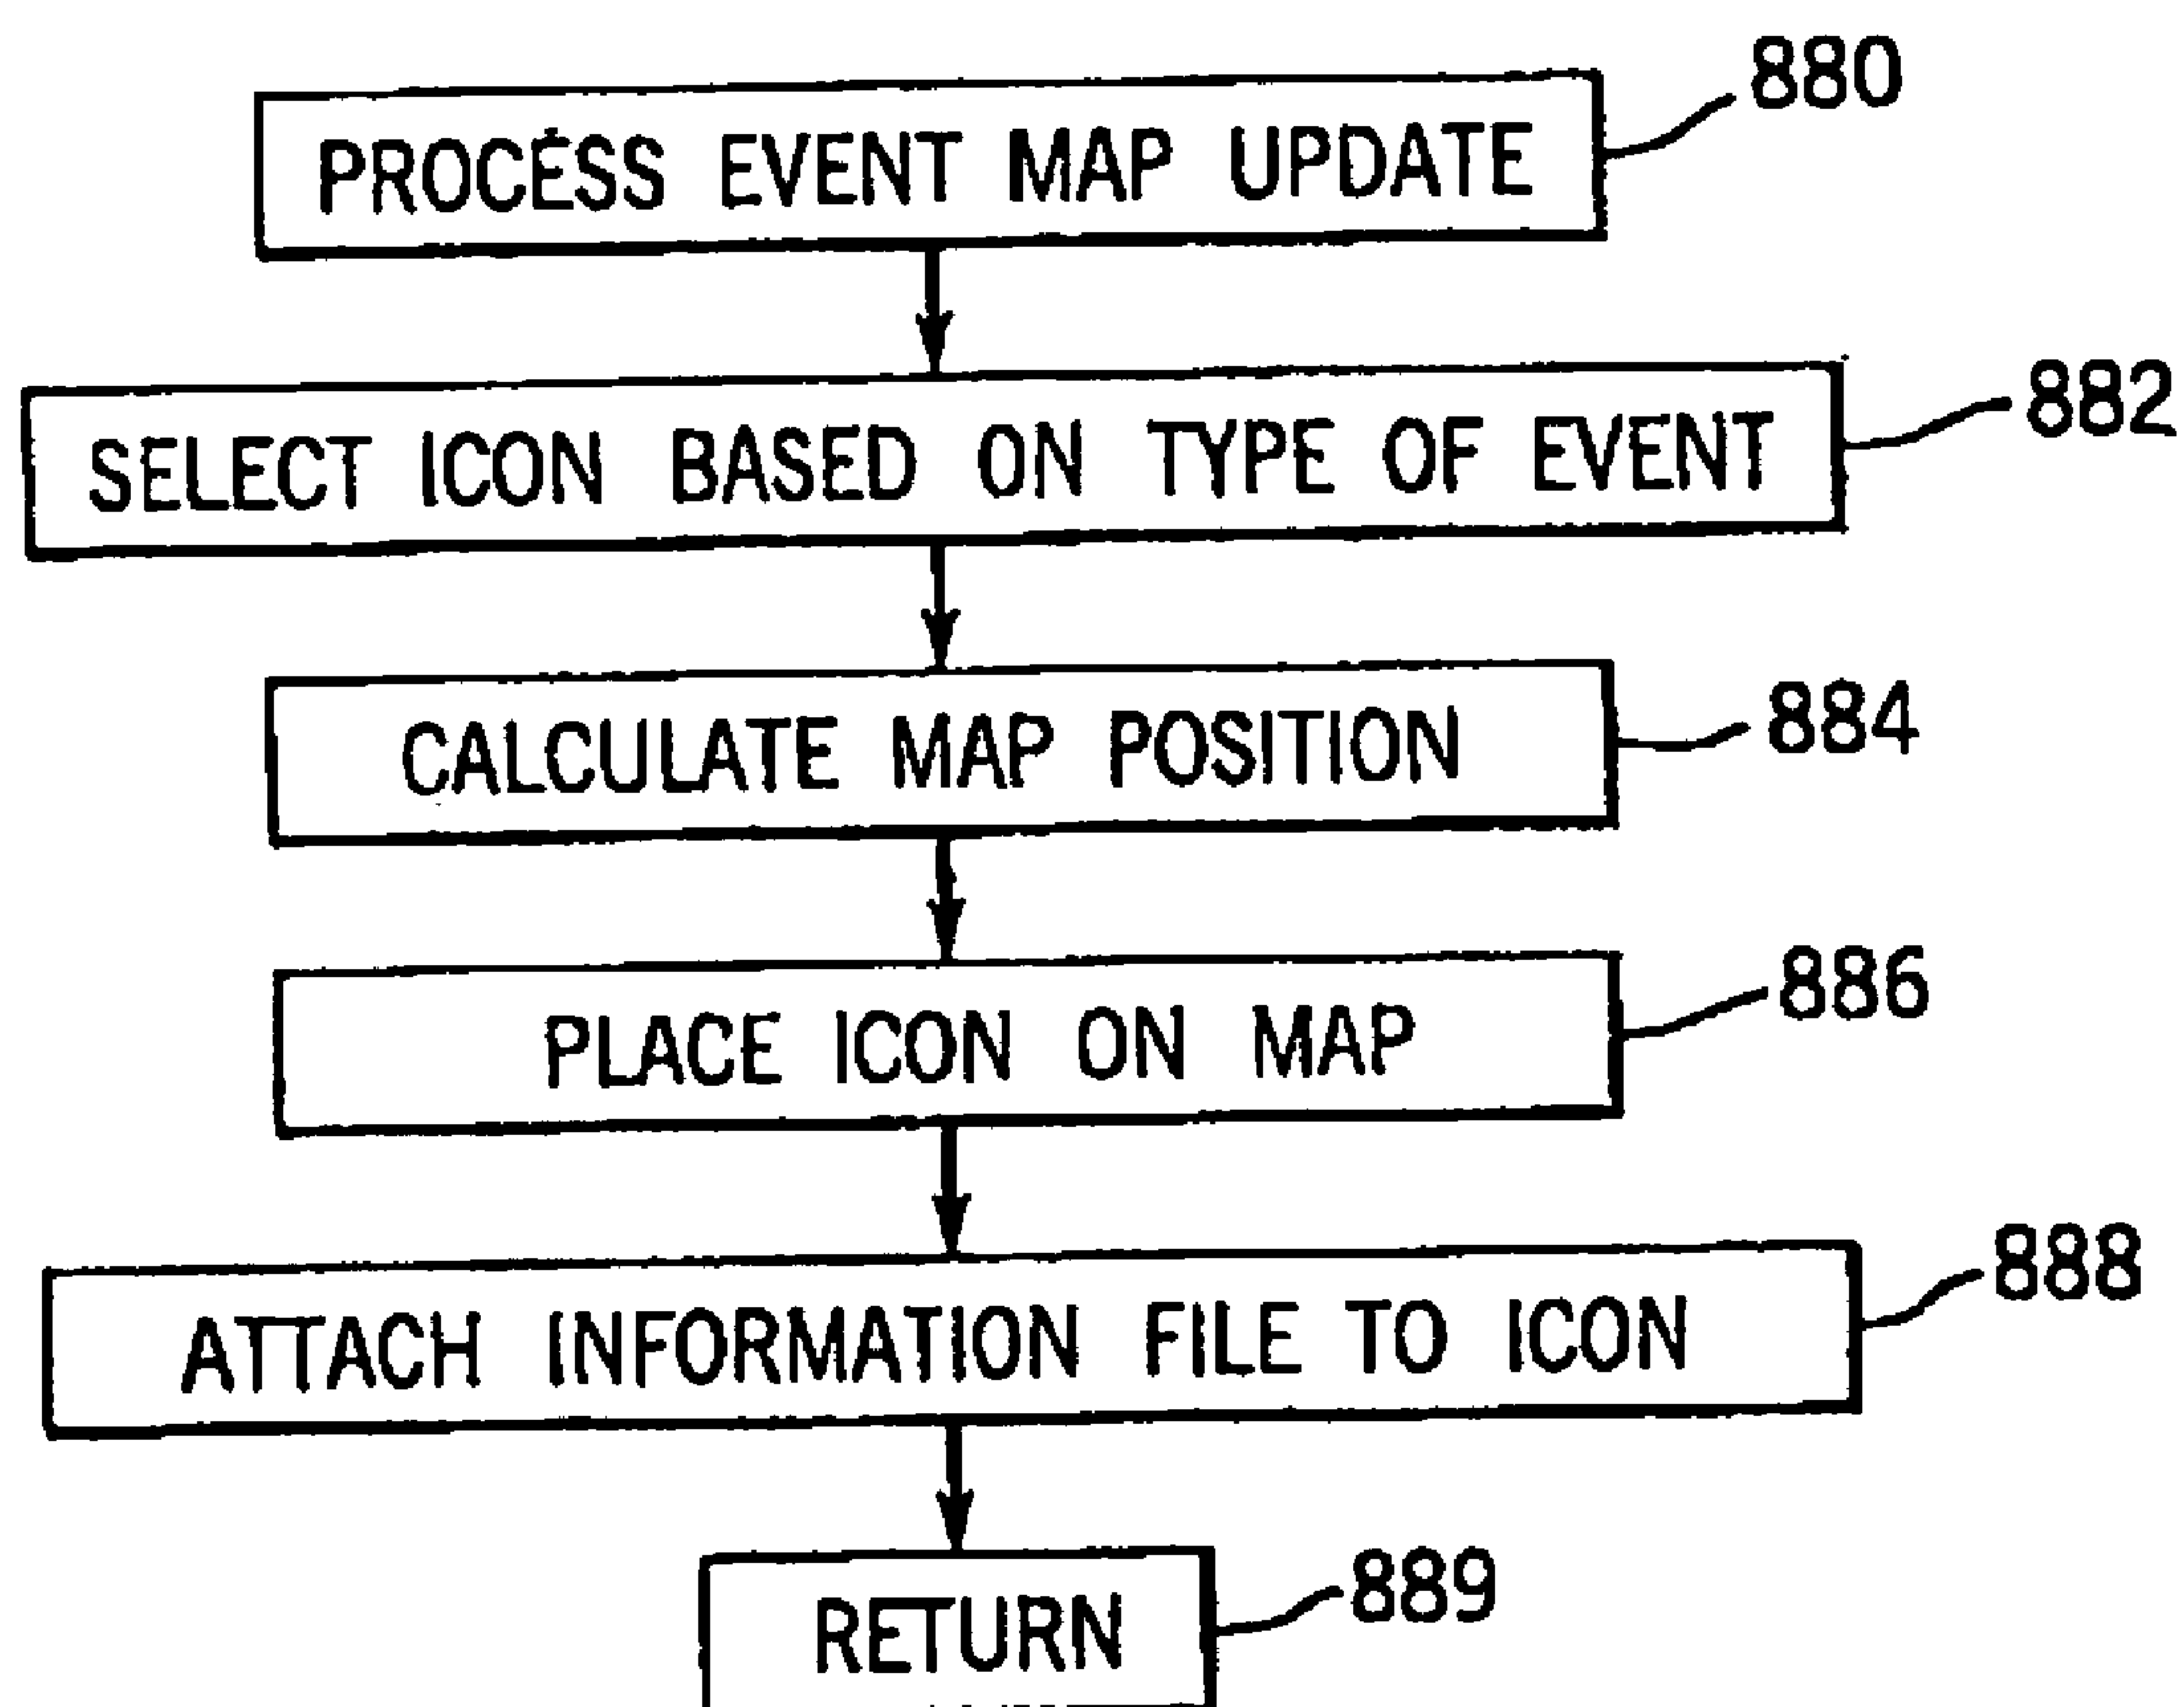 PROCESS EVENT MAP UPDATE 880
SELECT ICON BASED ON TYPE OF EVENT 882
CALCULATE MAP POSITION 884
PLACE ICON ON MAP 886
ATTACH INFORMATION FILE TO ICON 888
RETURN 889